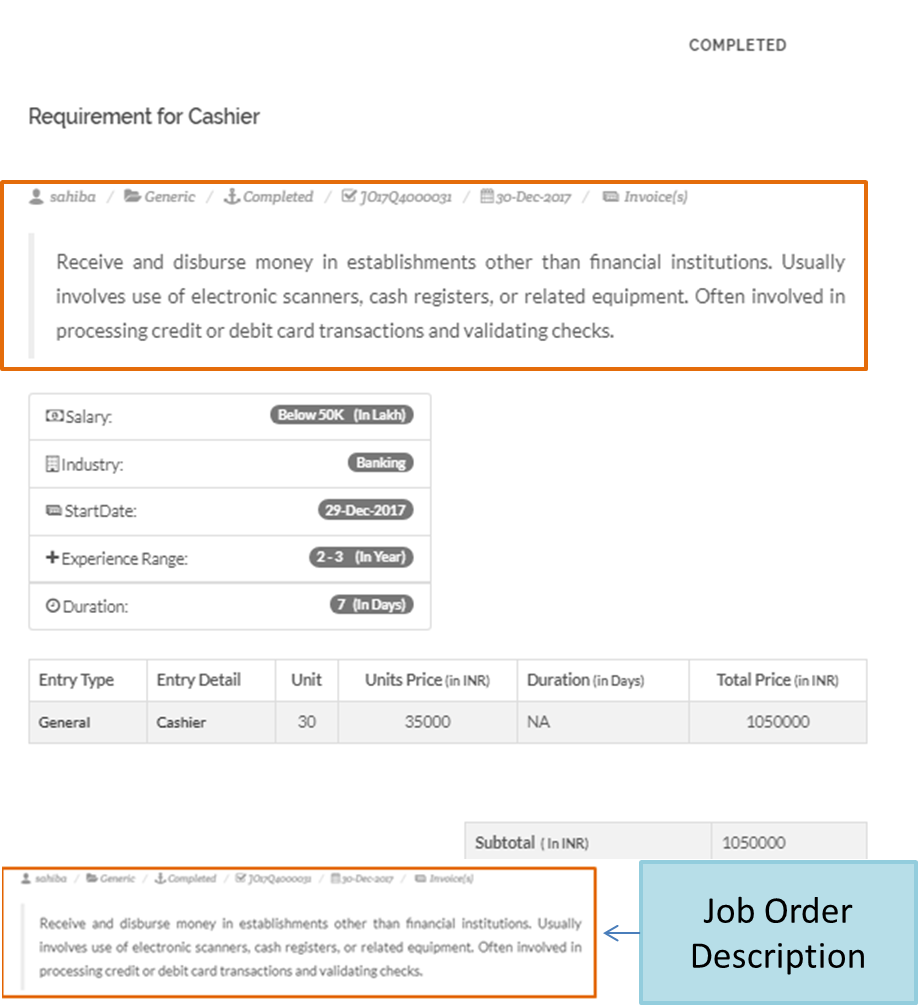 COMPLETED
Requirement for Cashier
sahiba / Generic / Completed / JO17Q4000031 / 30-Dec-2017 / Invoice(s)
Receive and disburse money in establishments other than financial institutions. Usually
involves use of electronic scanners, cash registers, or related equipment. Often involved in
processing credit or debit card transactions and validating checks.
Salary: Below 50K (In Lakh)
Industry: Banking
StartDate: 29-Dec-2017
Experience Range: 2 - 3 (In Year)
Duration: 7 (In Days)
Entry Type Entry Detail Unit Units Price (in INR) Duration (in Days) Total Price (in INR)
General Cashier 30 35000 NA 1050000
Subtotal ( In INR) 1050000
sahiba / Generic / Completed / JO17Q4000031 / 30-Dec-2017 / Invoice(s)
Receive and disburse money in establishments other than financial institutions. Usually
involves use of electronic scanners, cash registers, or related equipment. Often involved in
processing credit or debit card transactions and validating checks.
Job Order
Description